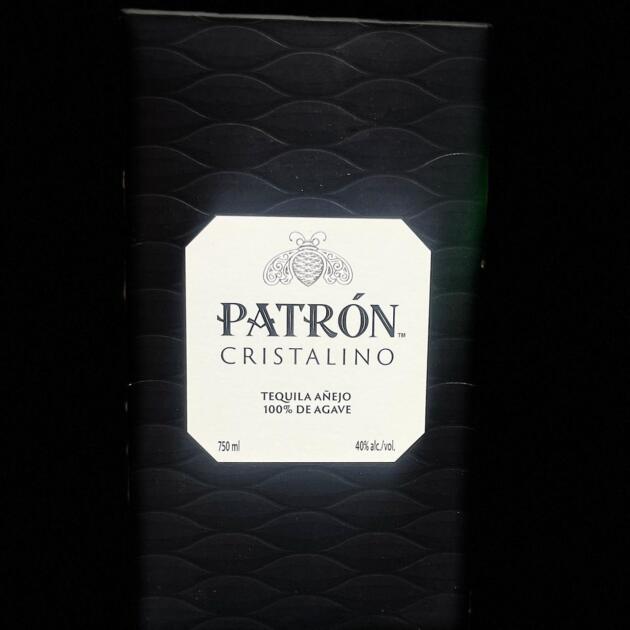 PATRÓN™
CRISTALINO
TEQUILA AÑEJO
100% DE AGAVE
750 ml 40% alc./vol.